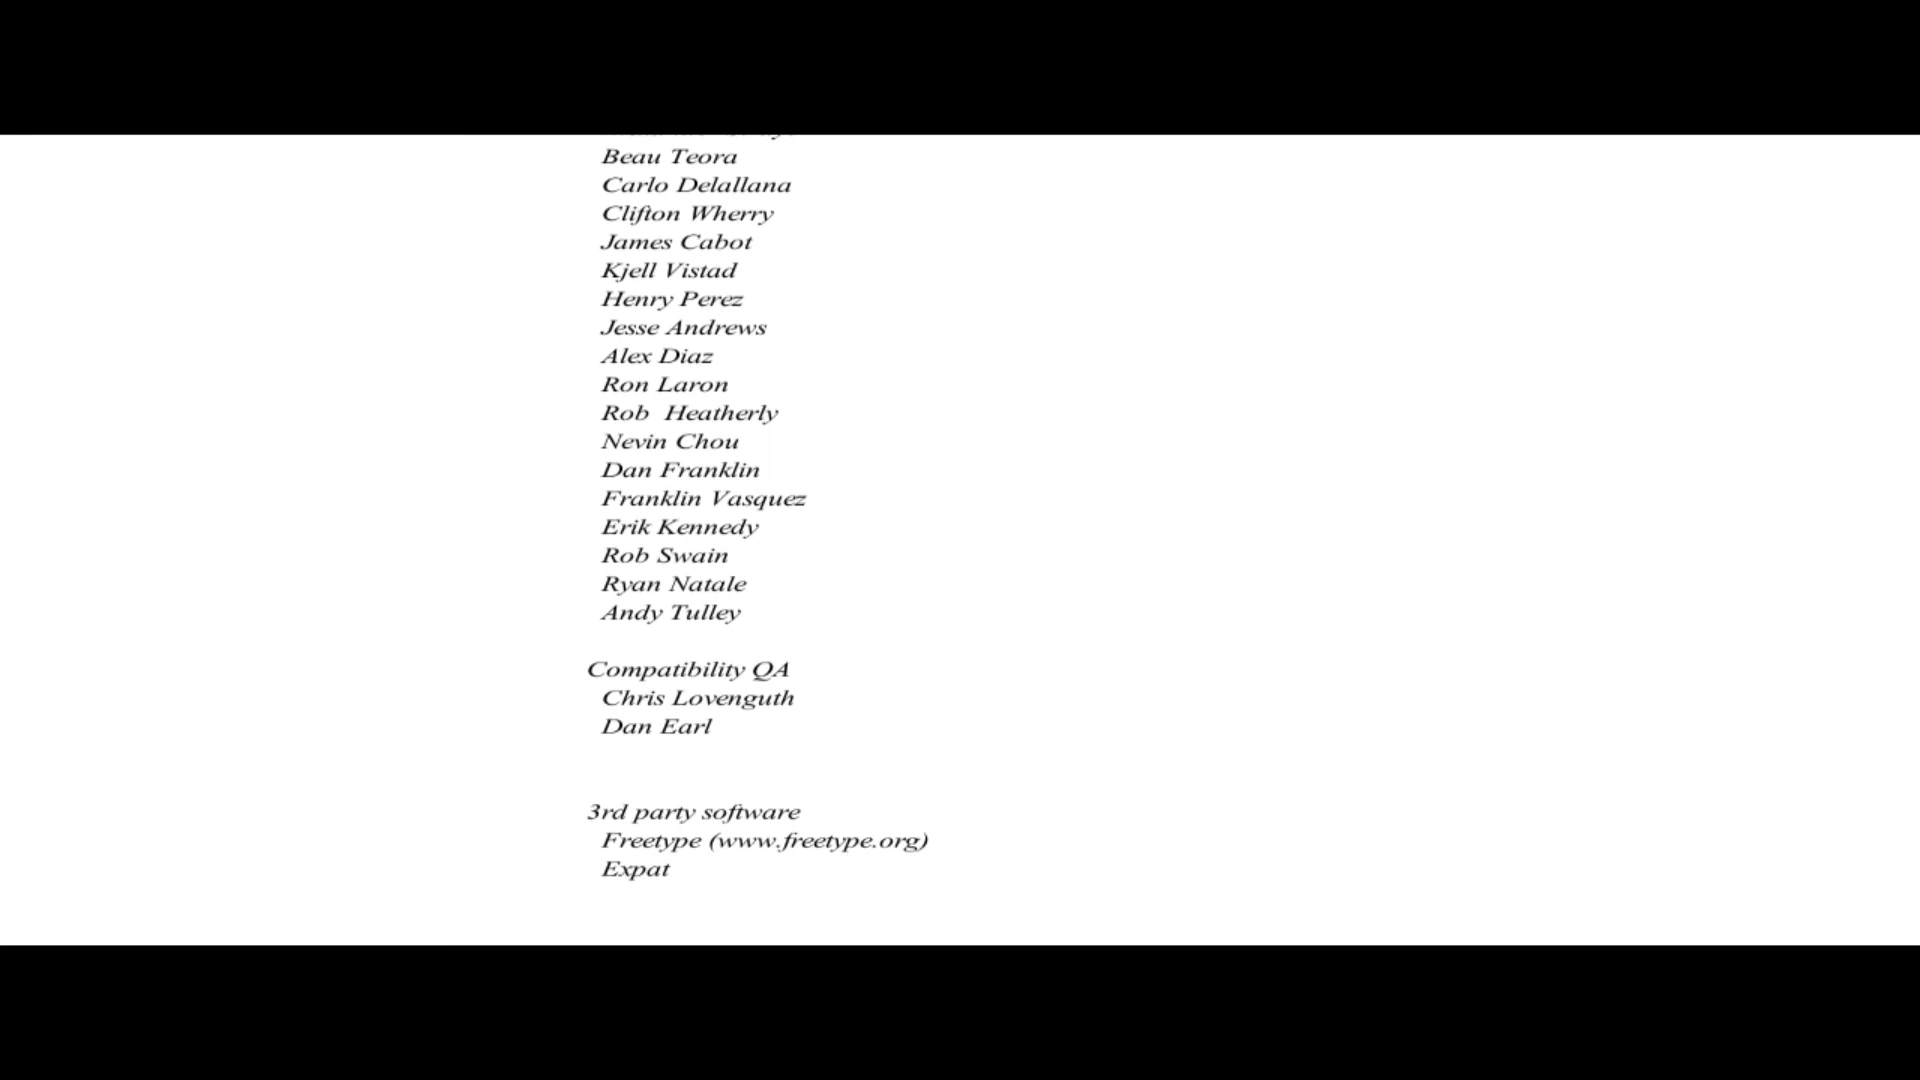 Beau Teora
Carlo Delallana
Clifton Wherry
James Cabot
Kjell Vistad
Henry Perez
Jesse Andrews
Alex Diaz
Ron Laron
Rob  Heatherly
Nevin Chou
Dan Franklin
Franklin Vasquez
Erik Kennedy
Rob Swain
Ryan Natale
Andy Tulley
Compatibility QA
Chris Lovenguth
Dan Earl
3rd party software
Freetype (www.freetype.org)
Expat